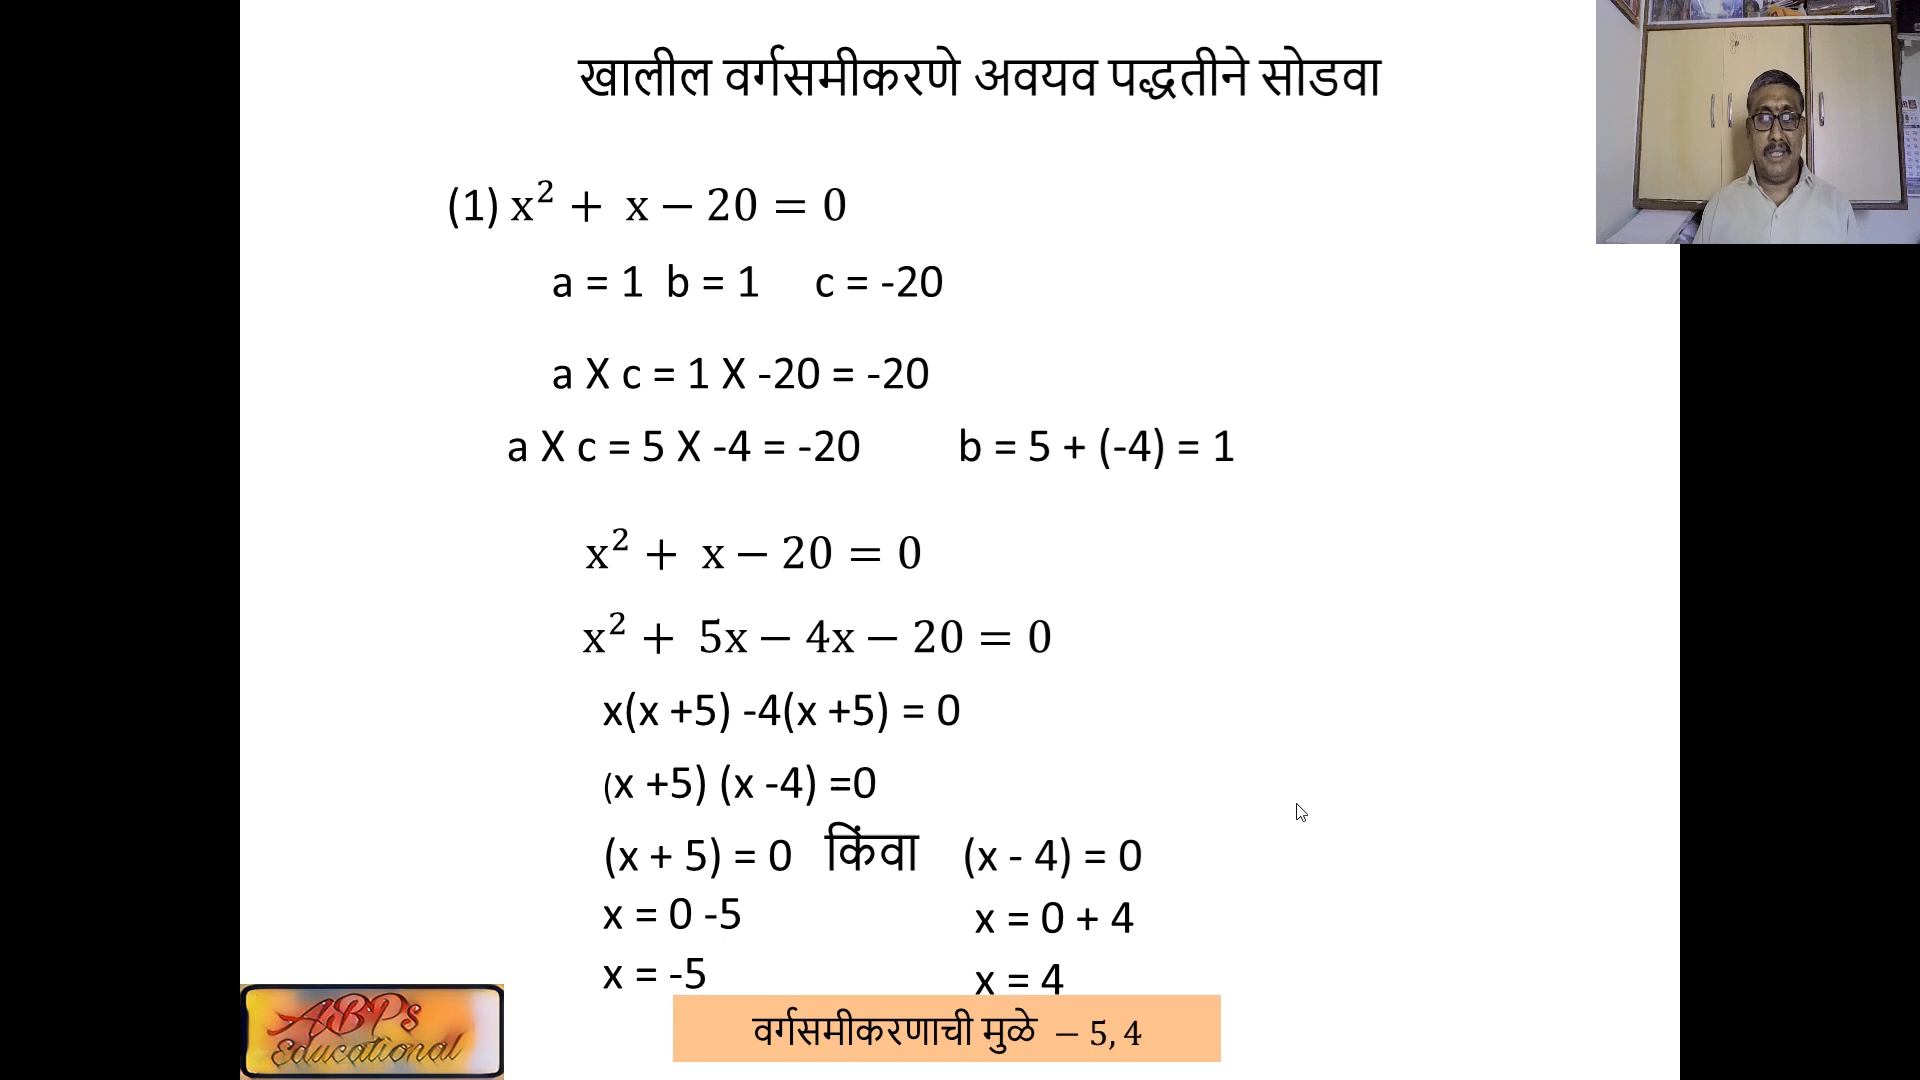 खालील वर्गसमीकरणे अवयव पद्धतीने सोडवा
(1) x² + x − 20 = 0
a = 1 b = 1 c = -20
a X c = 1 X -20 = -20
a X c = 5 X -4 = -20 b = 5 + (-4) = 1
x² + x − 20 = 0
x² + 5x − 4x − 20 = 0
x(x +5) -4(x +5) = 0
(x +5) (x -4) =0
(x + 5) = 0 किंवा (x - 4) = 0
x = 0 -5 x = 0 + 4
x = -5 x = 4
वर्गसमीकरणाची मुळे − 5, 4
ABPs
Educational